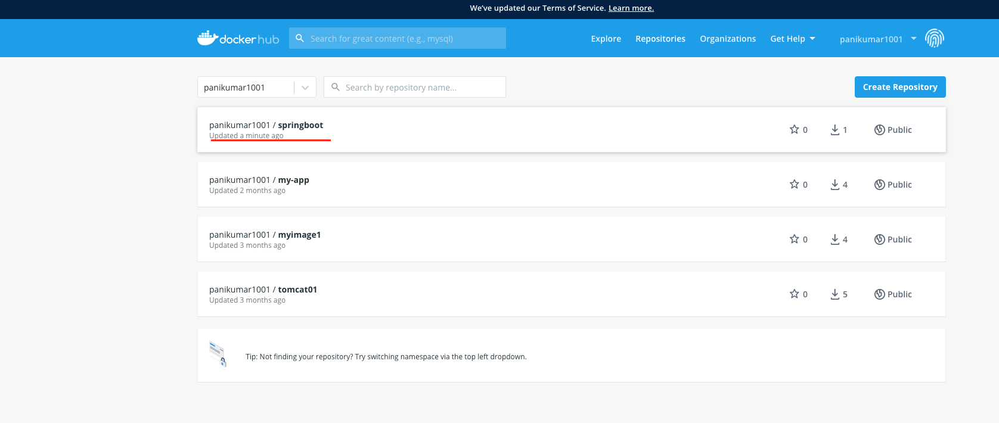 We've updated our Terms of Service. Learn more.
dockerhub
Search for great content (e.g., mysql)
Explore
Repositories
Organizations
Get Help
panikumar1001
panikumar1001
Search by repository name...
Create Repository
panikumar1001 / springboot
Updated a minute ago
0
1
Public
panikumar1001 / my-app
Updated 2 months ago
0
4
Public
panikumar1001 / myimage1
Updated 3 months ago
0
4
Public
panikumar1001 / tomcat01
Updated 3 months ago
0
5
Public
Tip: Not finding your repository? Try switching namespace via the top left dropdown.